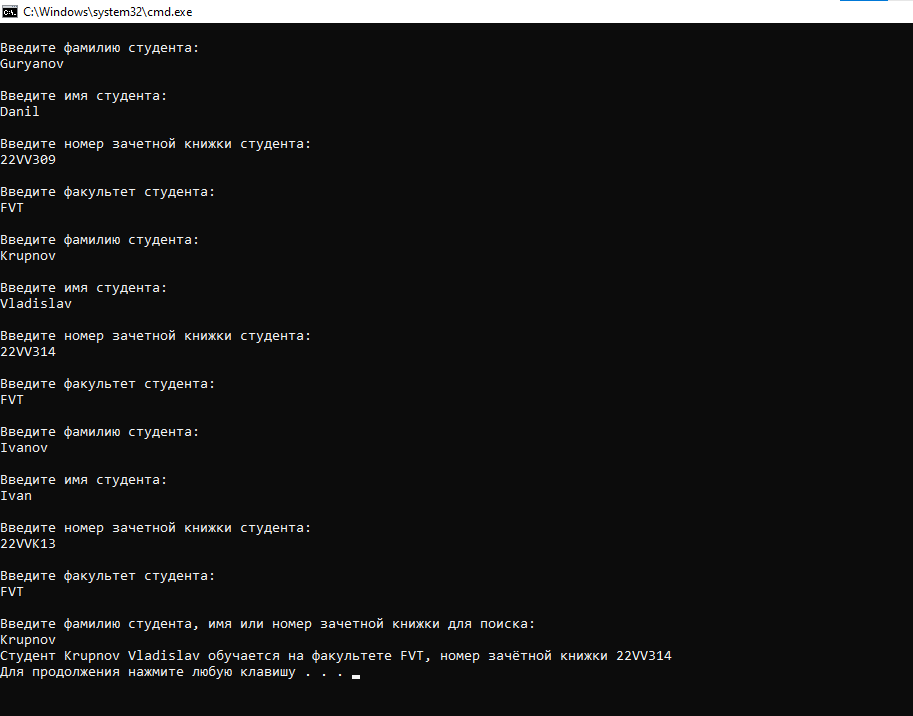 C:\Windows\system32\cmd.exe
Введите фамилию студента:
Guryanov
Введите имя студента:
Danil
Введите номер зачетной книжки студента:
22VV309
Введите факультет студента:
FVT
Введите фамилию студента:
Krupnov
Введите имя студента:
Vladislav
Введите номер зачетной книжки студента:
22VV314
Введите факультет студента:
FVT
Введите фамилию студента:
Ivanov
Введите имя студента:
Ivan
Введите номер зачетной книжки студента:
22VVK13
Введите факультет студента:
FVT
Введите фамилию студента, имя или номер зачетной книжки для поиска:
Krupnov
Студент Krupnov Vladislav обучается на факультете FVT, номер зачётной книжки 22VV314
Для продолжения нажмите любую клавишу . . .